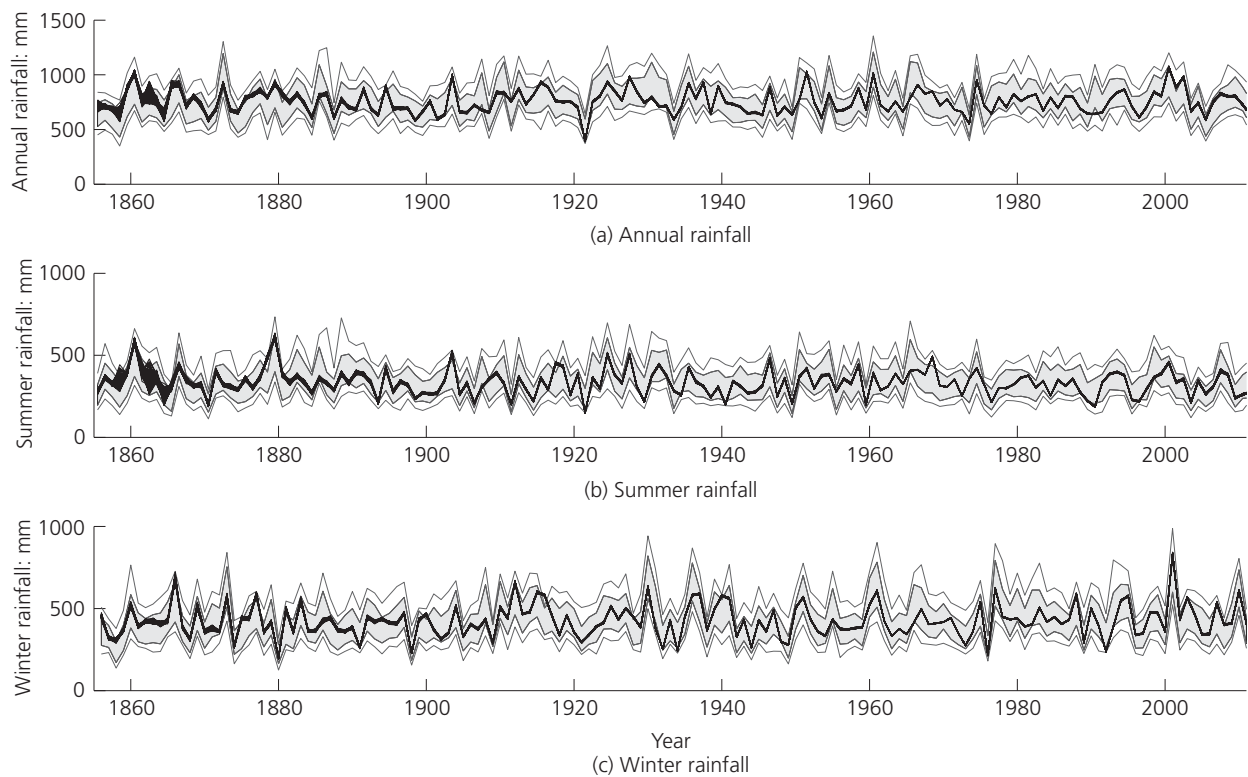 Annual rainfall: mm
1500
1000
500
0
1860 1880 1900 1920 1940 1960 1980 2000
(a) Annual rainfall
Summer rainfall: mm
1000
500
0
1860 1880 1900 1920 1940 1960 1980 2000
(b) Summer rainfall
Winter rainfall: mm
1000
500
0
1860 1880 1900 1920 1940 1960 1980 2000
Year
(c) Winter rainfall